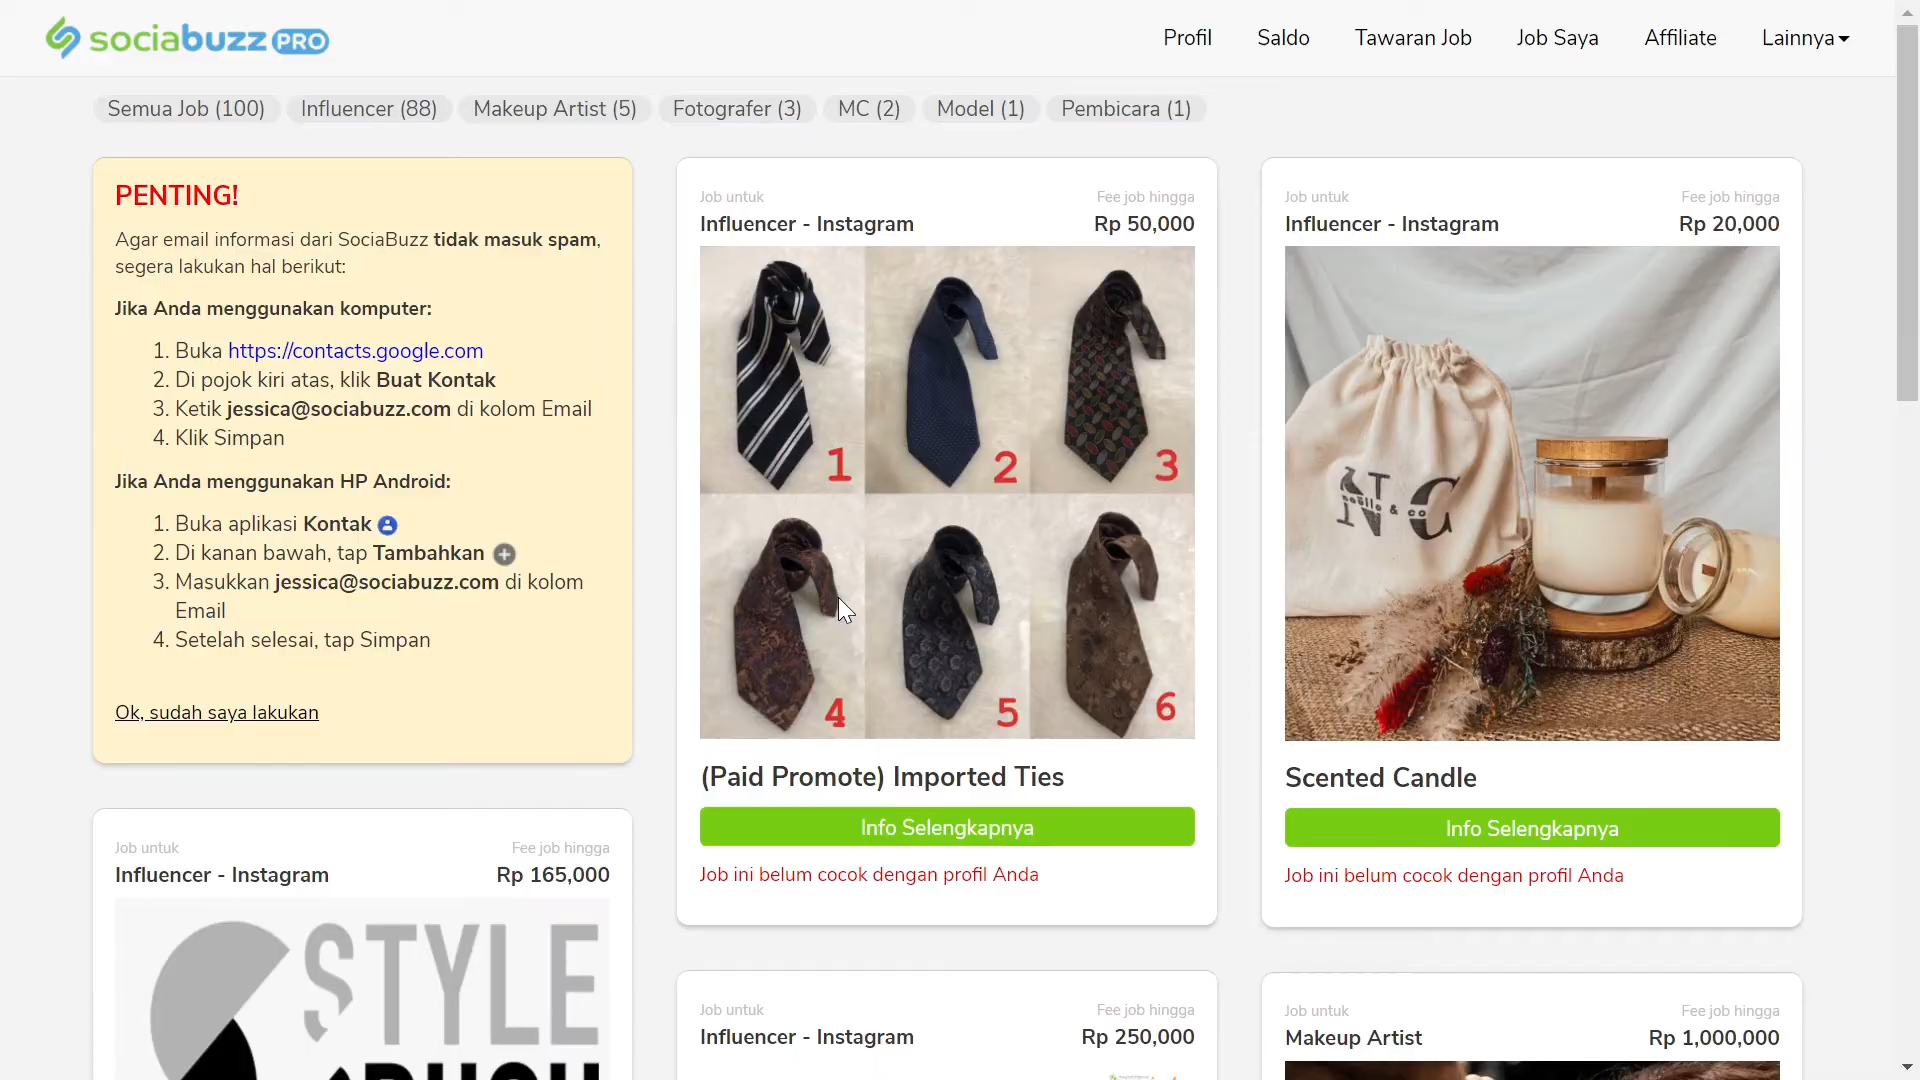 sociabuzz PRO
Profil
Saldo
Tawaran Job
Job Saya
Affiliate
Lainnya
Semua Job (100)
Influencer (88)
Makeup Artist (5)
Fotografer (3)
MC (2)
Model (1)
Pembicara (1)
PENTING!
Agar email informasi dari SociaBuzz tidak masuk spam,
segera lakukan hal berikut:
Jika Anda menggunakan komputer:
1. Buka https://contacts.google.com
2. Di pojok kiri atas, klik Buat Kontak
3. Ketik jessica@sociabuzz.com di kolom Email
4. Klik Simpan
Jika Anda menggunakan HP Android:
1. Buka aplikasi Kontak
2. Di kanan bawah, tap Tambahkan
3. Masukkan jessica@sociabuzz.com di kolom
Email
4. Setelah selesai, tap Simpan
Ok, sudah saya lakukan
Job untuk
Fee job hingga
Influencer - Instagram
Rp 165,000
STYLE
Job untuk
Fee job hingga
Influencer - Instagram
Rp 50,000
1
2
3
4
5
6
(Paid Promote) Imported Ties
Info Selengkapnya
Job ini belum cocok dengan profil Anda
Job untuk
Fee job hingga
Influencer - Instagram
Rp 250,000
Job untuk
Fee job hingga
Influencer - Instagram
Rp 20,000
Scented Candle
Info Selengkapnya
Job ini belum cocok dengan profil Anda
Job untuk
Fee job hingga
Makeup Artist
Rp 1,000,000